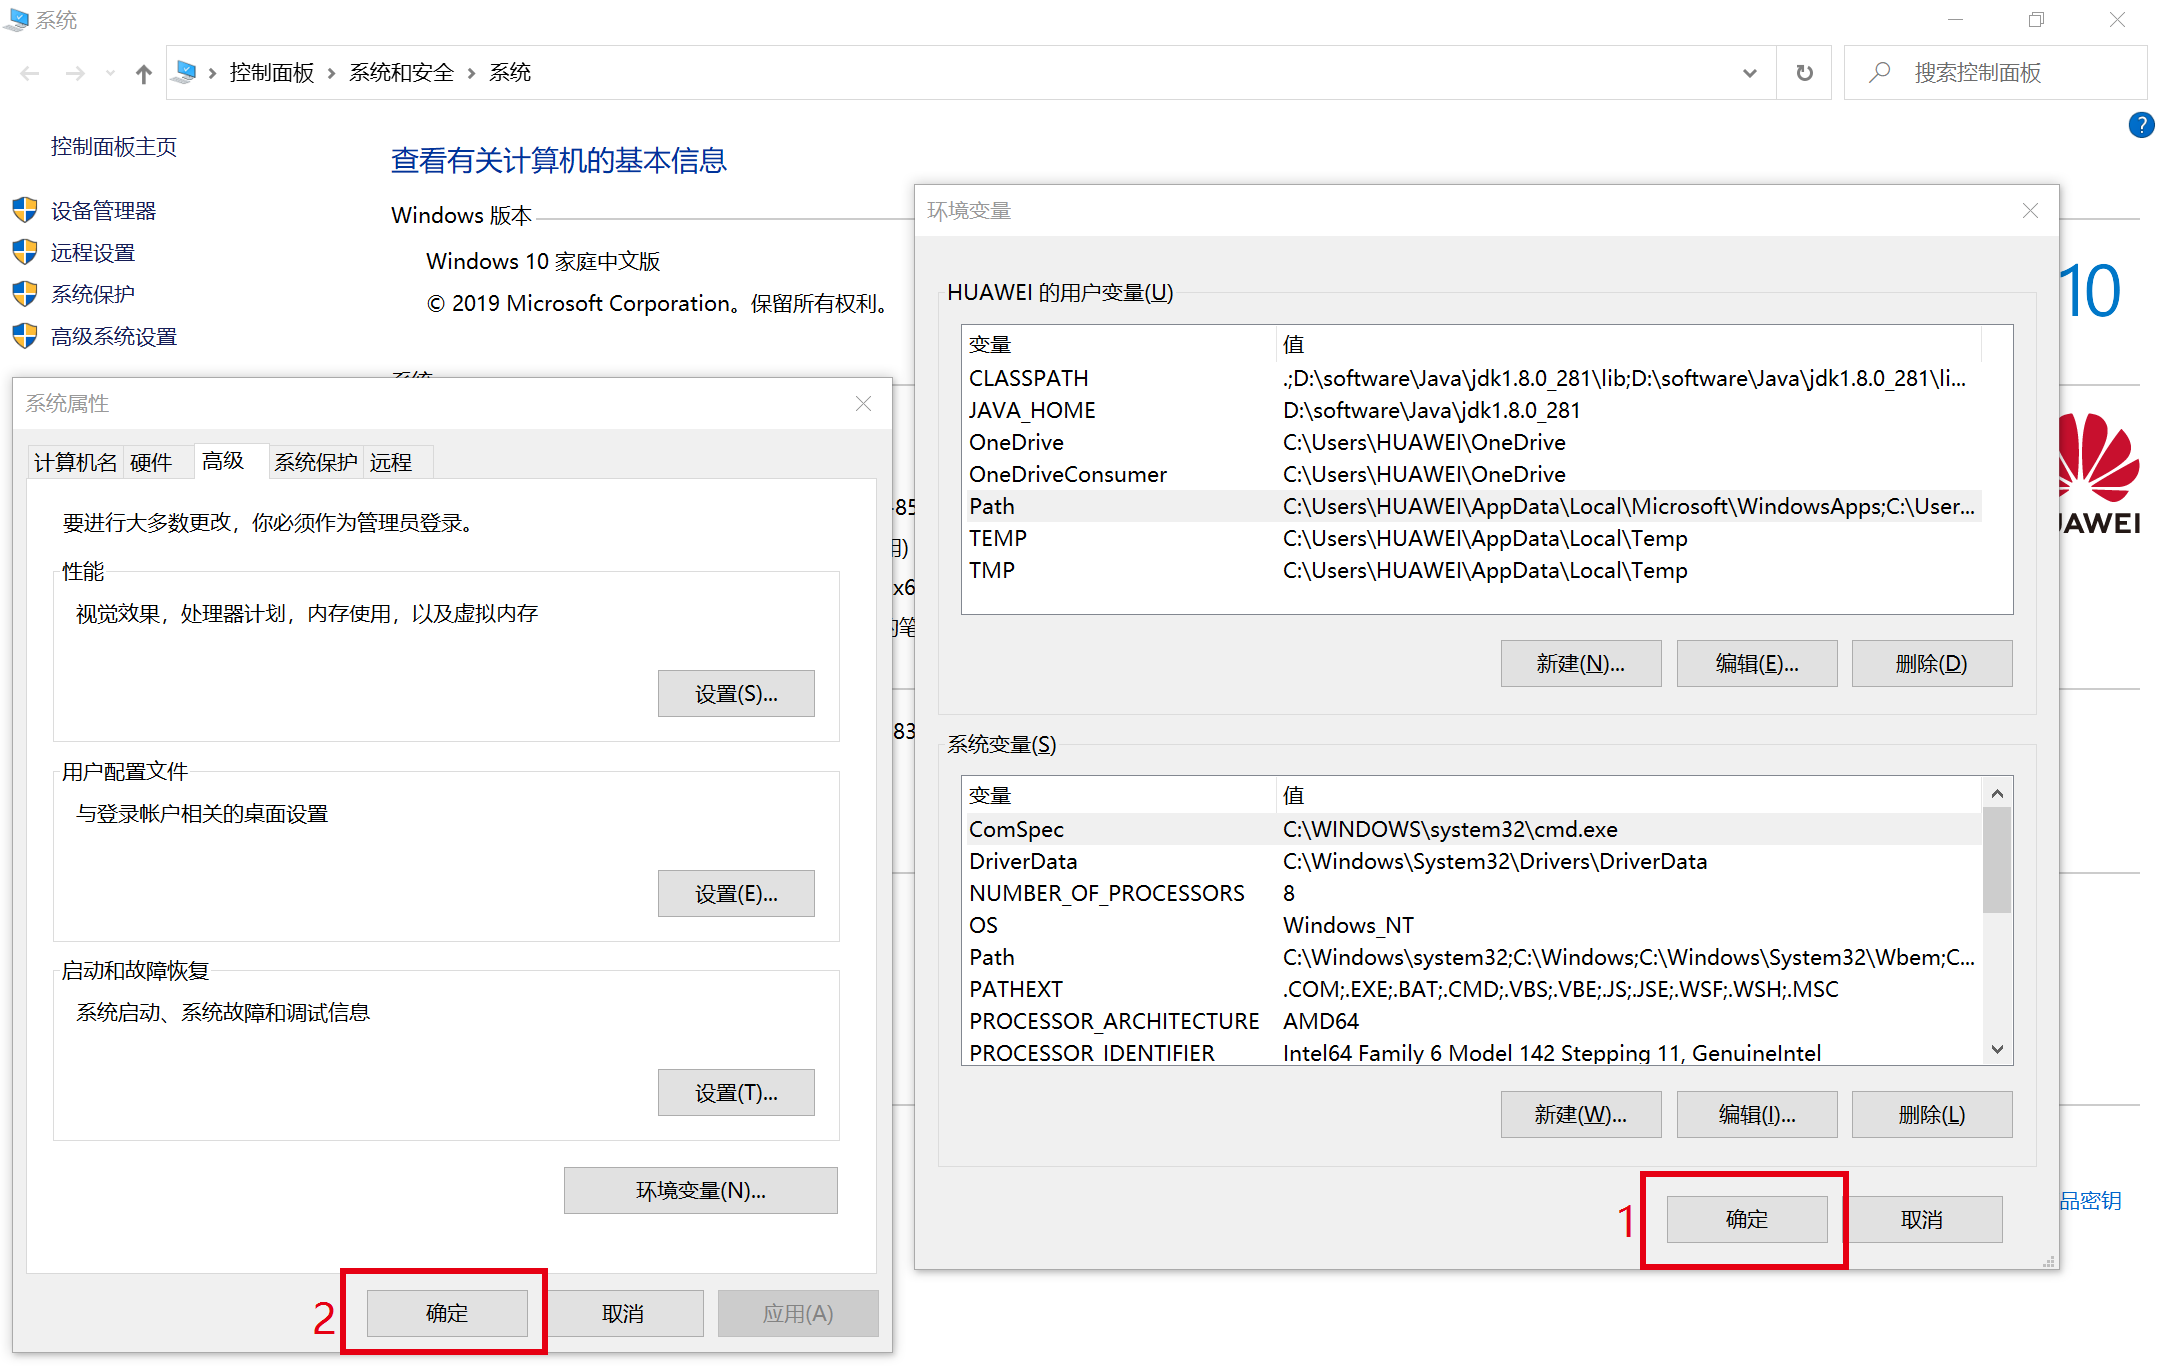 系统
控制面板 › 系统和安全 › 系统
搜索控制面板
控制面板主页
设备管理器
远程设置
系统保护
高级系统设置
查看有关计算机的基本信息
Windows 版本
Windows 10 家庭中文版
© 2019 Microsoft Corporation。保留所有权利。
10
品密钥
系统属性
计算机名
硬件
高级
系统保护
远程
要进行大多数更改，你必须作为管理员登录。
性能
视觉效果，处理器计划，内存使用，以及虚拟内存
设置(S)...
用户配置文件
与登录帐户相关的桌面设置
设置(E)...
启动和故障恢复
系统启动、系统故障和调试信息
设置(T)...
环境变量(N)...
2
确定
取消
应用(A)
环境变量
HUAWEI 的用户变量(U)
变量 值
CLASSPATH .;D:\software\Java\jdk1.8.0_281\lib;D:\software\Java\jdk1.8.0_281\li...
JAVA_HOME D:\software\Java\jdk1.8.0_281
OneDrive C:\Users\HUAWEI\OneDrive
OneDriveConsumer C:\Users\HUAWEI\OneDrive
Path C:\Users\HUAWEI\AppData\Local\Microsoft\WindowsApps;C:\User...
TEMP C:\Users\HUAWEI\AppData\Local\Temp
TMP C:\Users\HUAWEI\AppData\Local\Temp
新建(N)...
编辑(E)...
删除(D)
系统变量(S)
变量 值
ComSpec C:\WINDOWS\system32\cmd.exe
DriverData C:\Windows\System32\Drivers\DriverData
NUMBER_OF_PROCESSORS 8
OS Windows_NT
Path C:\Windows\system32;C:\Windows;C:\Windows\System32\Wbem;C...
PATHEXT .COM;.EXE;.BAT;.CMD;.VBS;.VBE;.JS;.JSE;.WSF;.WSH;.MSC
PROCESSOR_ARCHITECTURE AMD64
PROCESSOR_IDENTIFIER Intel64 Family 6 Model 142 Stepping 11, GenuineIntel
新建(W)...
编辑(I)...
删除(L)
1
确定
取消